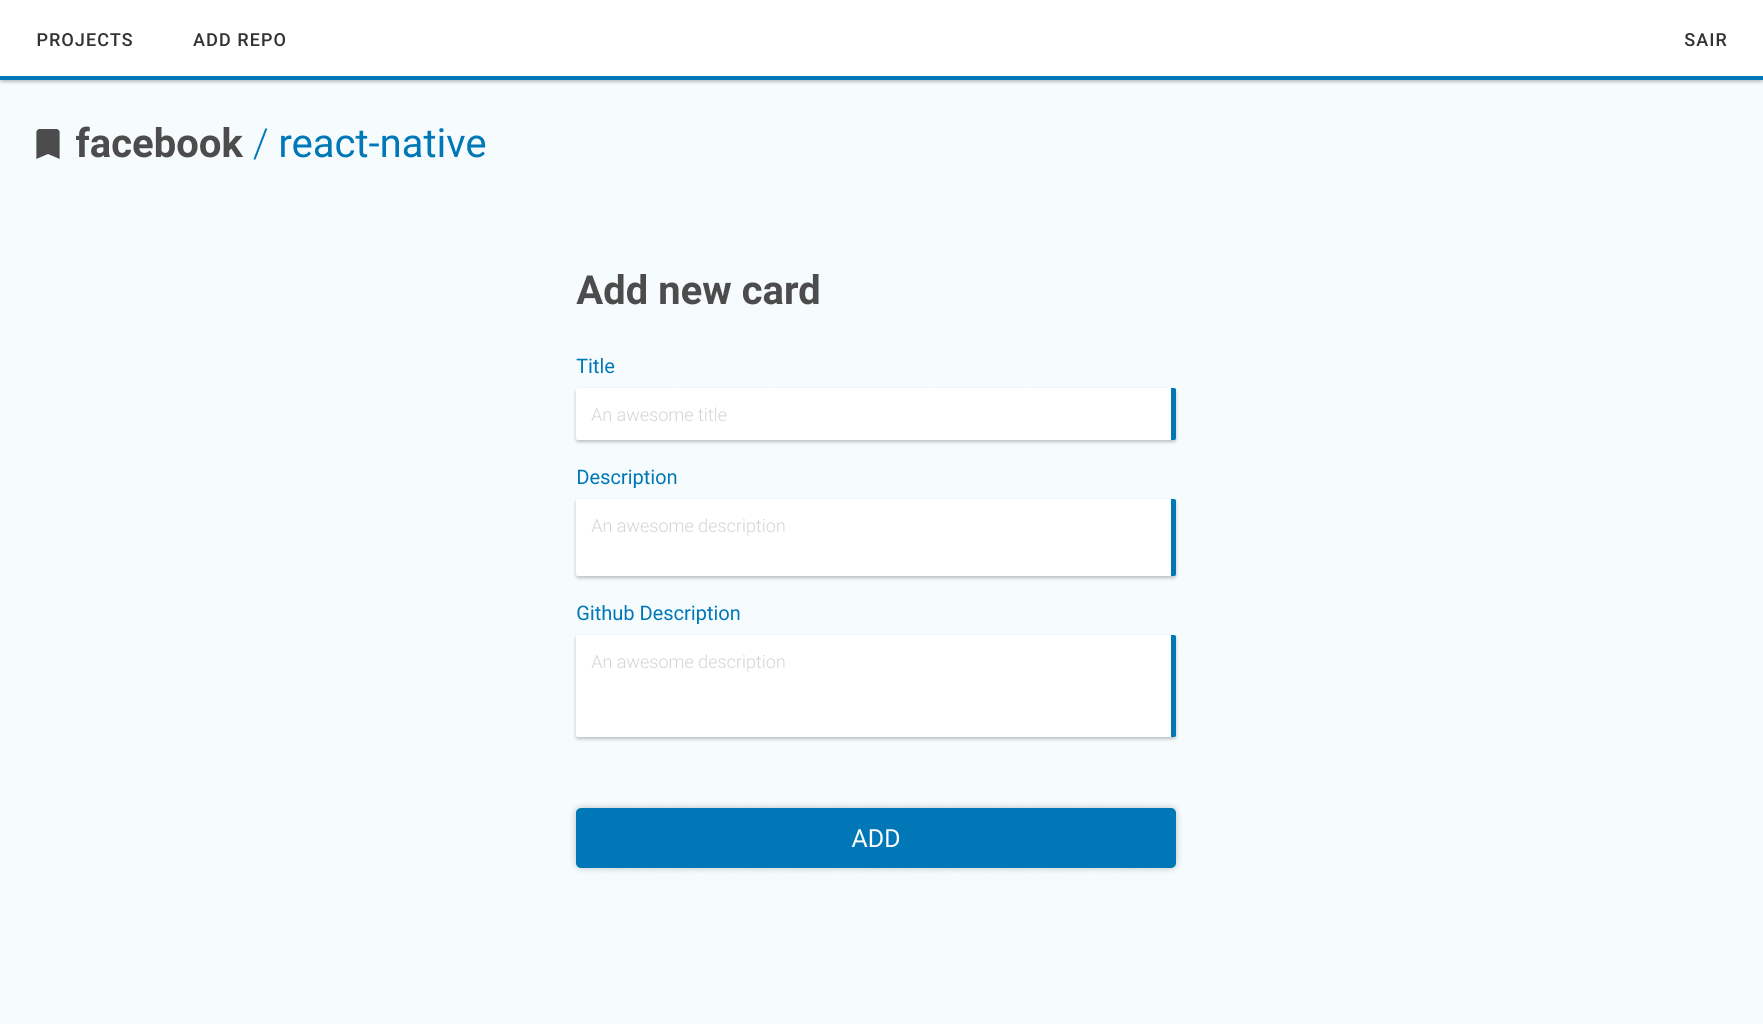 PROJECTS ADD REPO SAIR
facebook / react-native
Add new card
Title
An awesome title
Description
An awesome description
Github Description
An awesome description
ADD